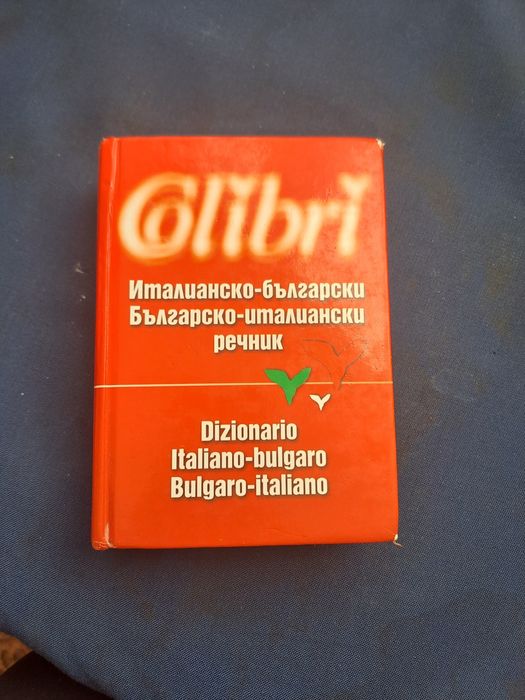 Colibri
Италианско-български
Българско-италиански
речник
Dizionario
Italiano-bulgaro
Bulgaro-italiano